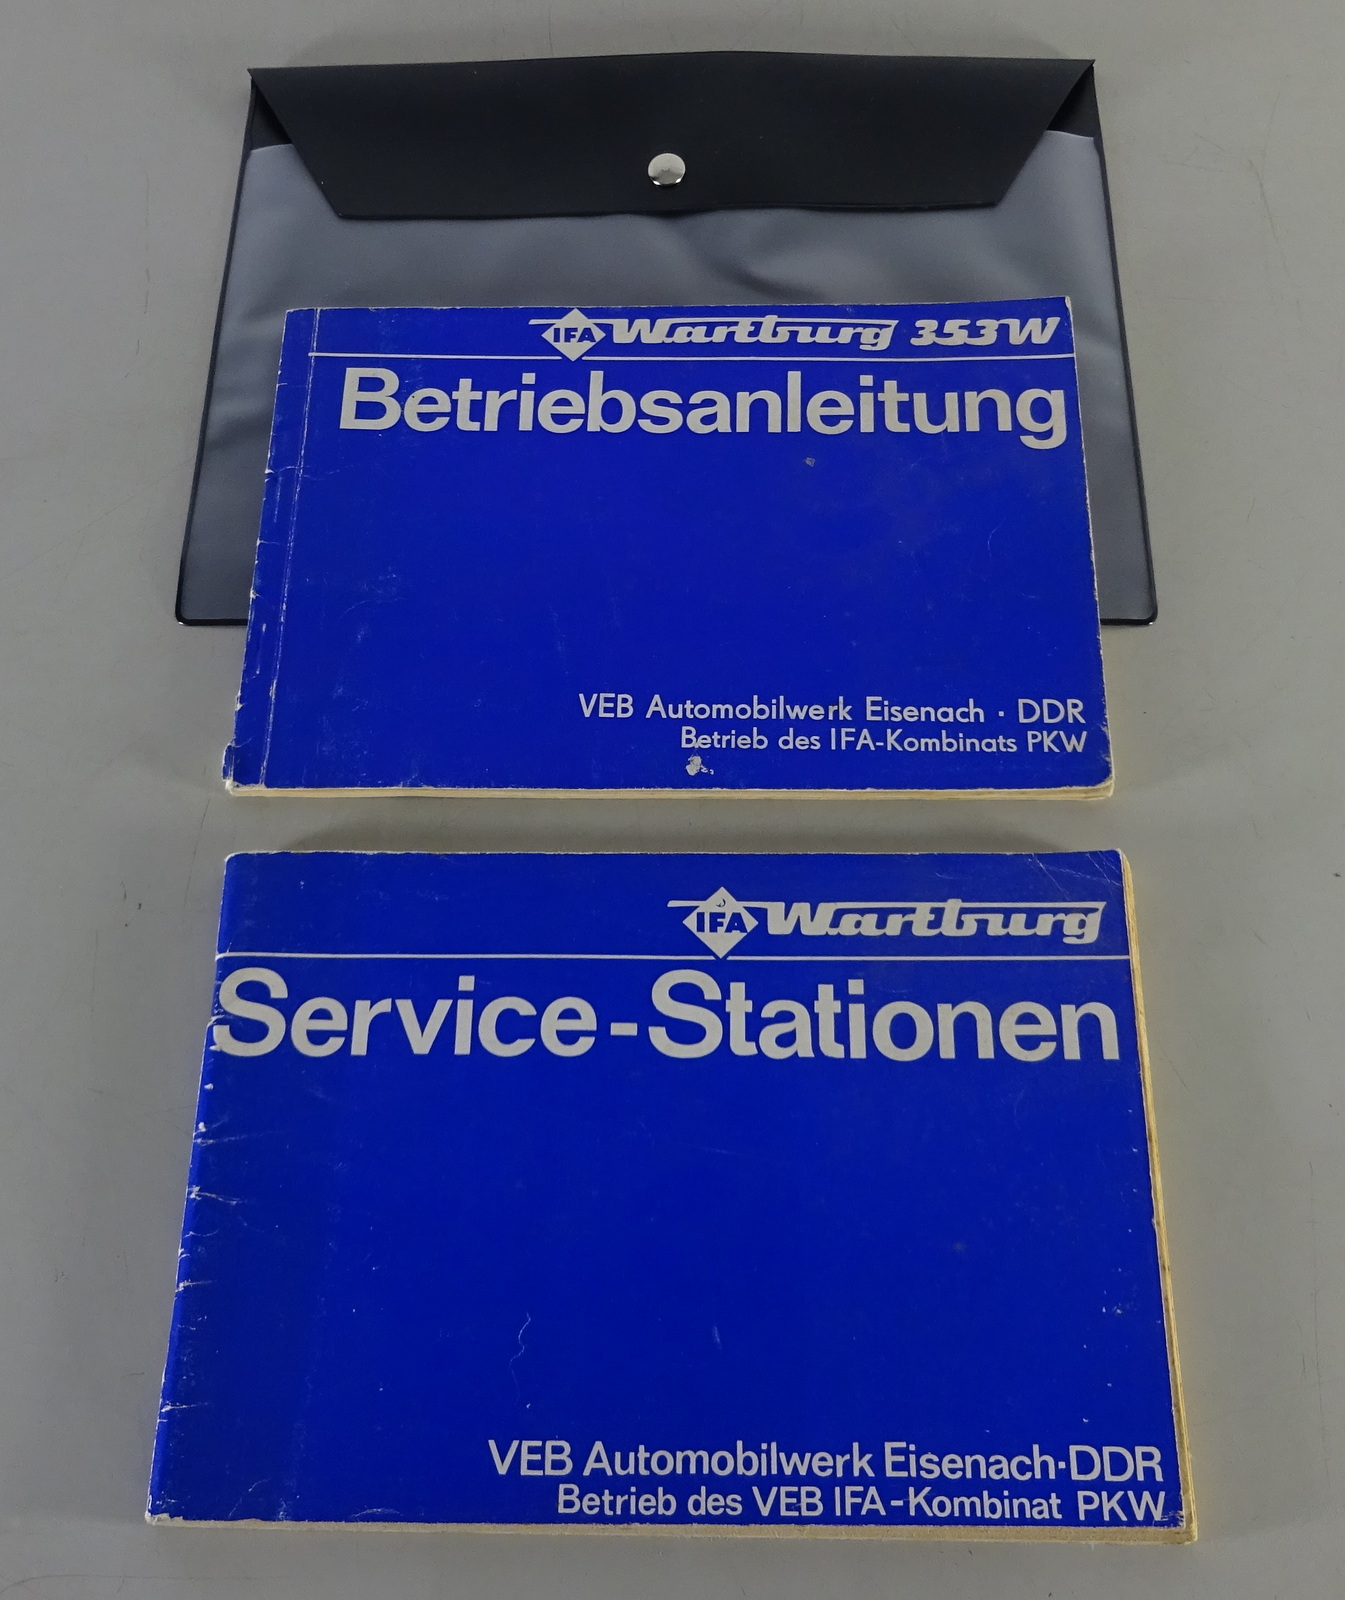 IFA Wartburg 353W
Betriebsanleitung
VEB Automobilwerk Eisenach · DDR
Betrieb des IFA-Kombinats PKW
IFA Wartburg
Service-Stationen
VEB Automobilwerk Eisenach·DDR
Betrieb des VEB IFA-Kombinat PKW